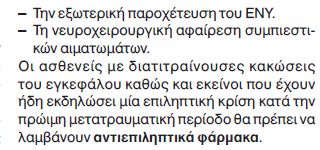 – Την εξωτερική παροχέτευση του ΕΝΥ.
– Τη νευροχειρουργική αφαίρεση συμπιεστι-
κών αιματωμάτων.
Οι ασθενείς με διατιτραίνουσες κακώσεις
του εγκεφάλου καθώς και εκείνοι που έχουν
ήδη εκδηλώσει μία επιληπτική κρίση κατά την
πρώιμη μετατραυματική περίοδο θα πρέπει να
λαμβάνουν αντιεπιληπτικά φάρμακα.